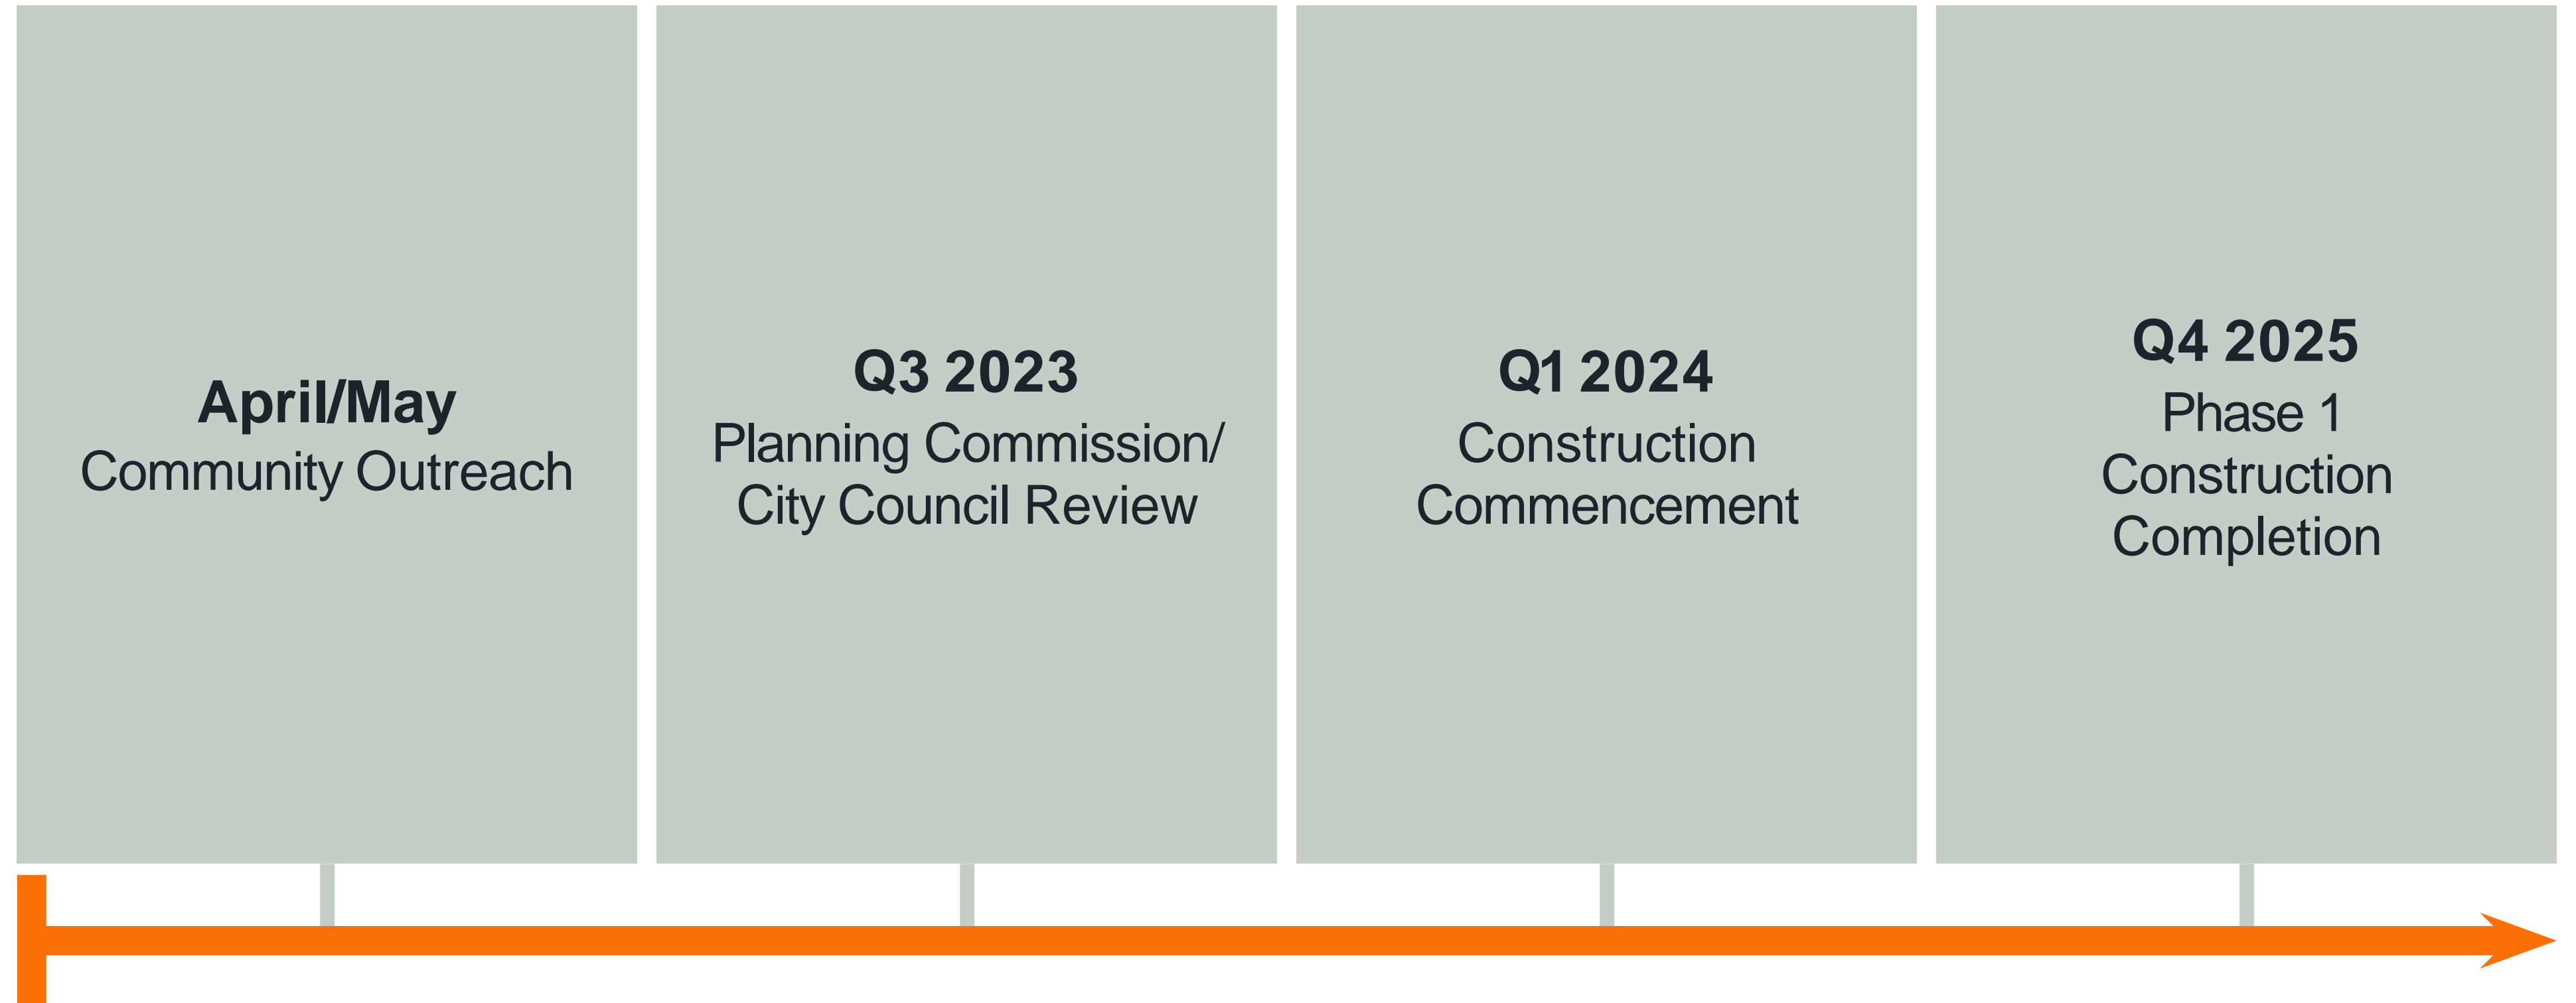 April/May
Community Outreach
Q3 2023
Planning Commission/
City Council Review
Q1 2024
Construction
Commencement
Q4 2025
Phase 1
Construction
Completion